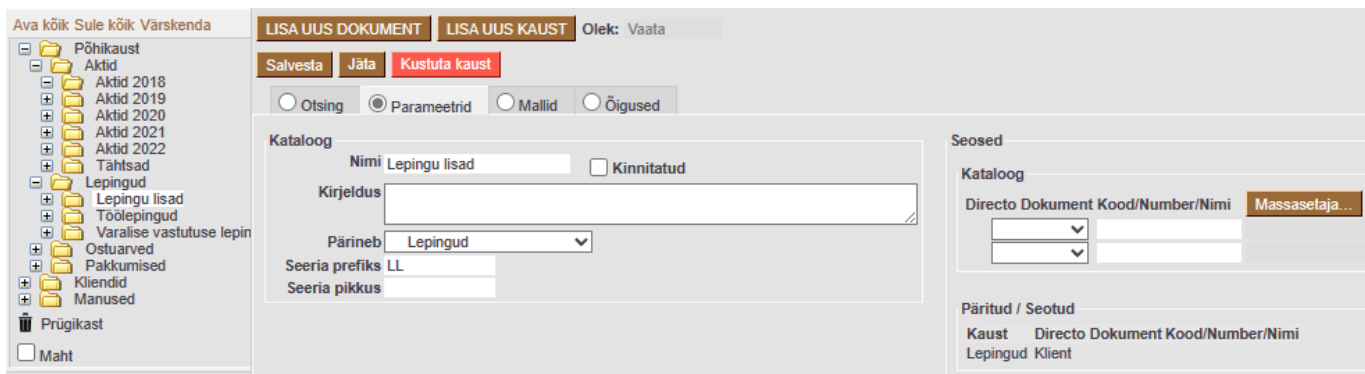 Ava kõik Sule kõik Värskenda
Põhikaust
Aktid
Aktid 2018
Aktid 2019
Aktid 2020
Aktid 2021
Aktid 2022
Tähtsad
Lepingud
Lepingu lisad
Töölepingud
Varalise vastutuse lepin
Ostuarved
Pakkumised
Kliendid
Manused
Prügikast
Maht
LISA UUS DOKUMENT LISA UUS KAUST Olek: Vaata
Salvesta Jäta Kustuta kaust
Otsing Parameetrid Mallid Õigused
Kataloog
Nimi Lepingu lisad Kinnitatud
Kirjeldus
Pärineb Lepingud
Seeria prefiks LL
Seeria pikkus
Seosed
Kataloog
Directo Dokument Kood/Number/Nimi Massasetaja...
Päritud / Seotud
Kaust Directo Dokument Kood/Number/Nimi
Lepingud Klient